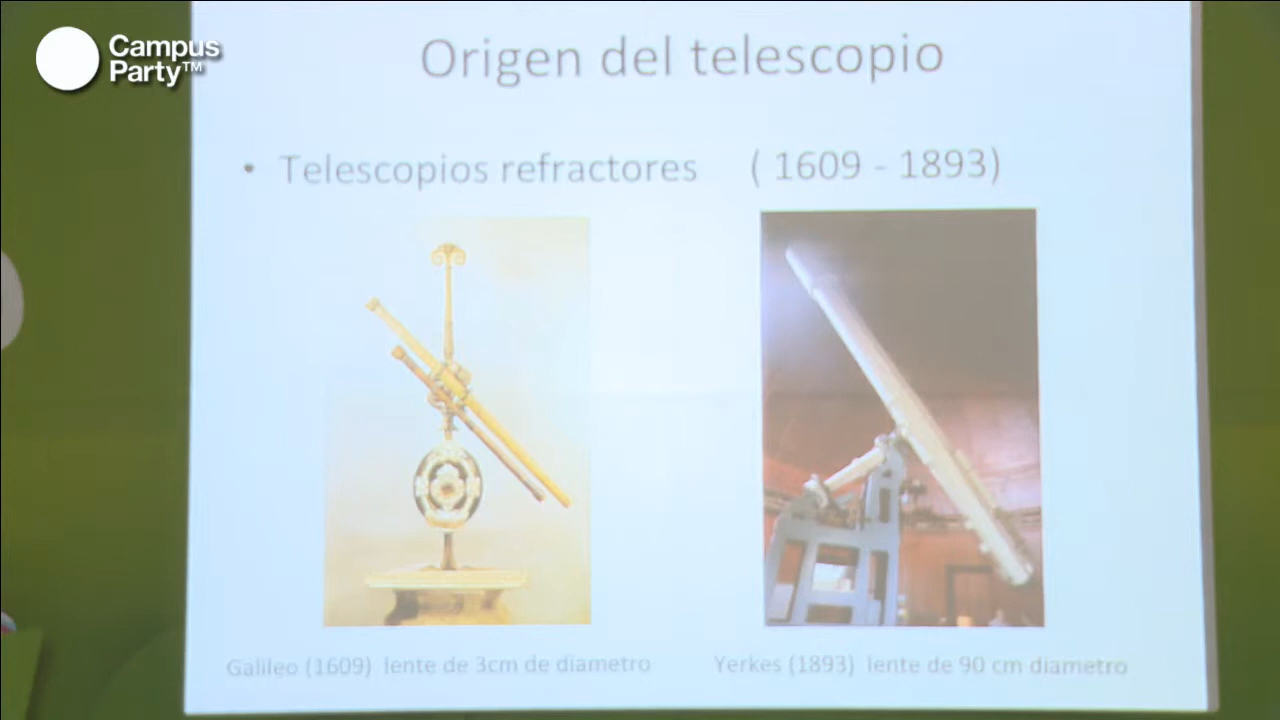 Campus
Party™
Origen del telescopio
• Telescopios refractores ( 1609 - 1893)
Galileo (1609) lente de 3cm de diametro
Yerkes (1893) lente de 90 cm diametro